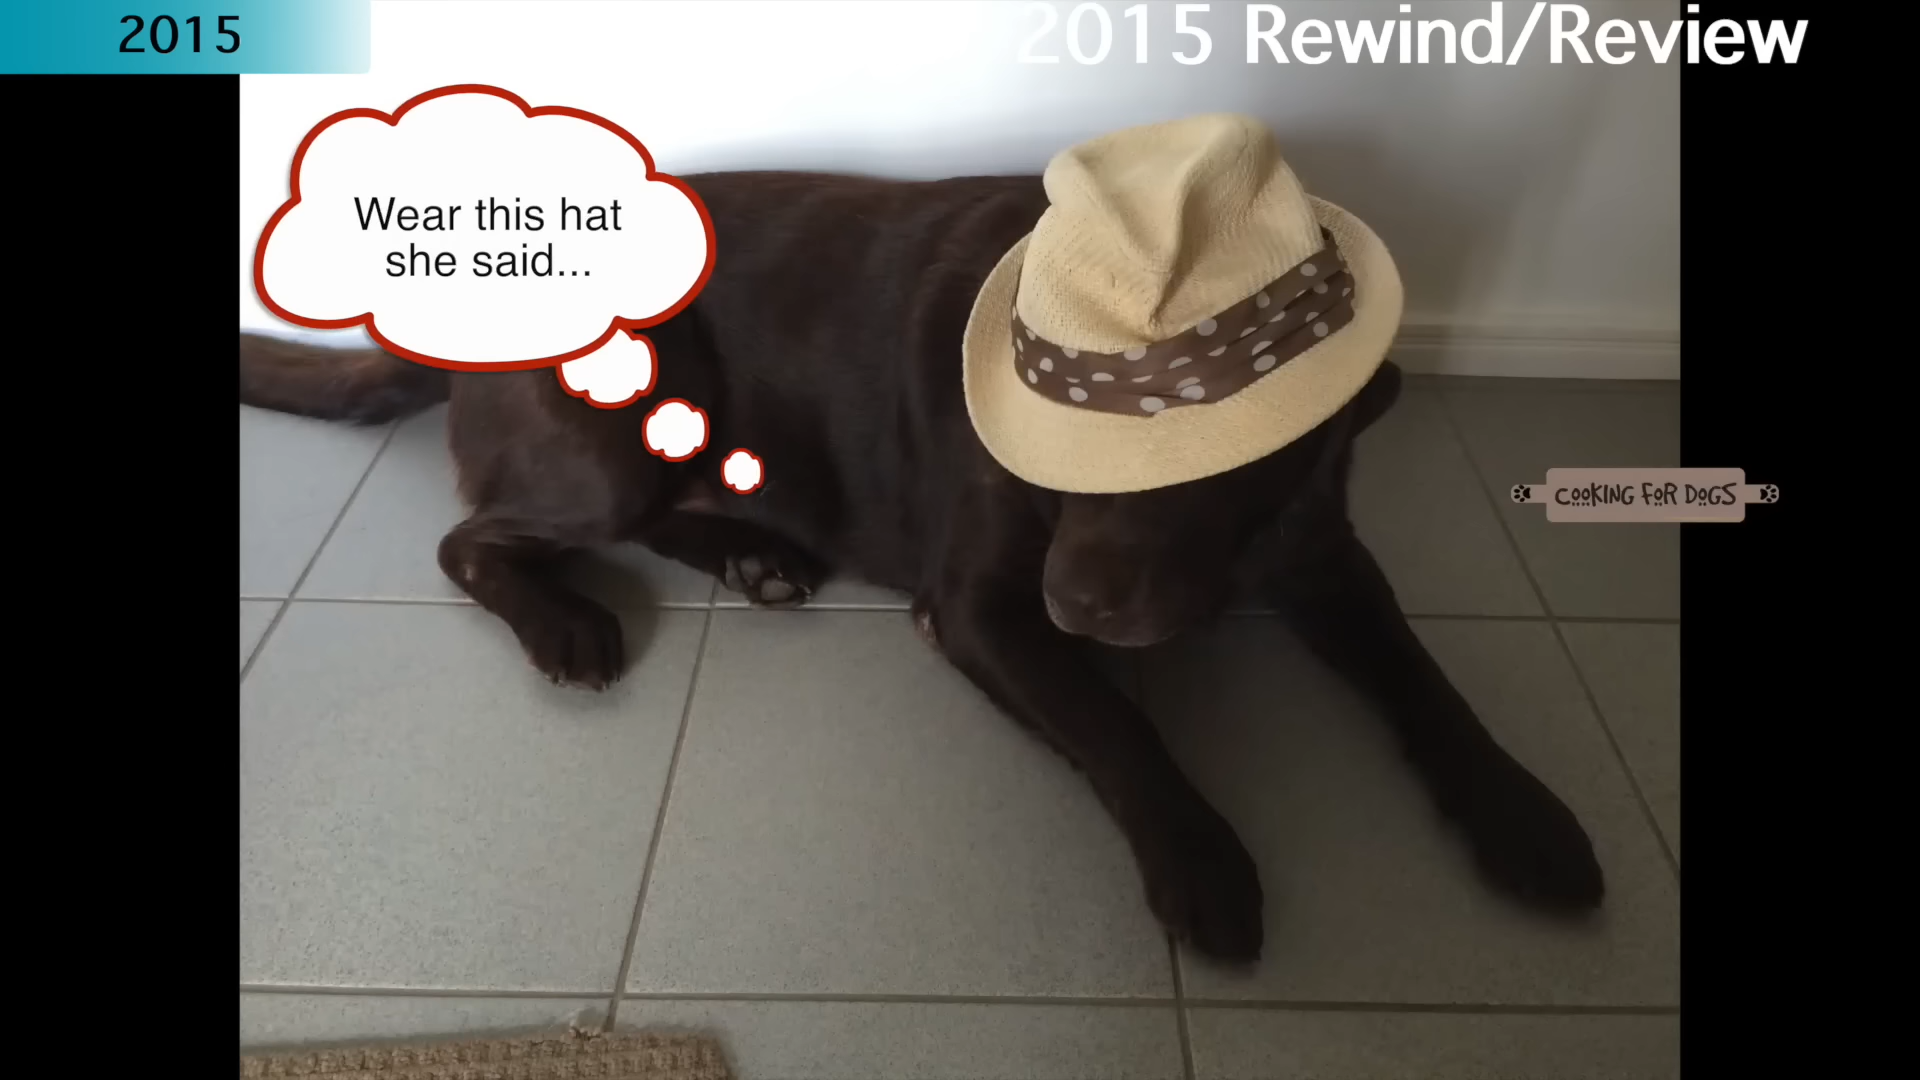 2015
2015 Rewind/Review
Wear this hat
she said...
COOKING FOR DOGS